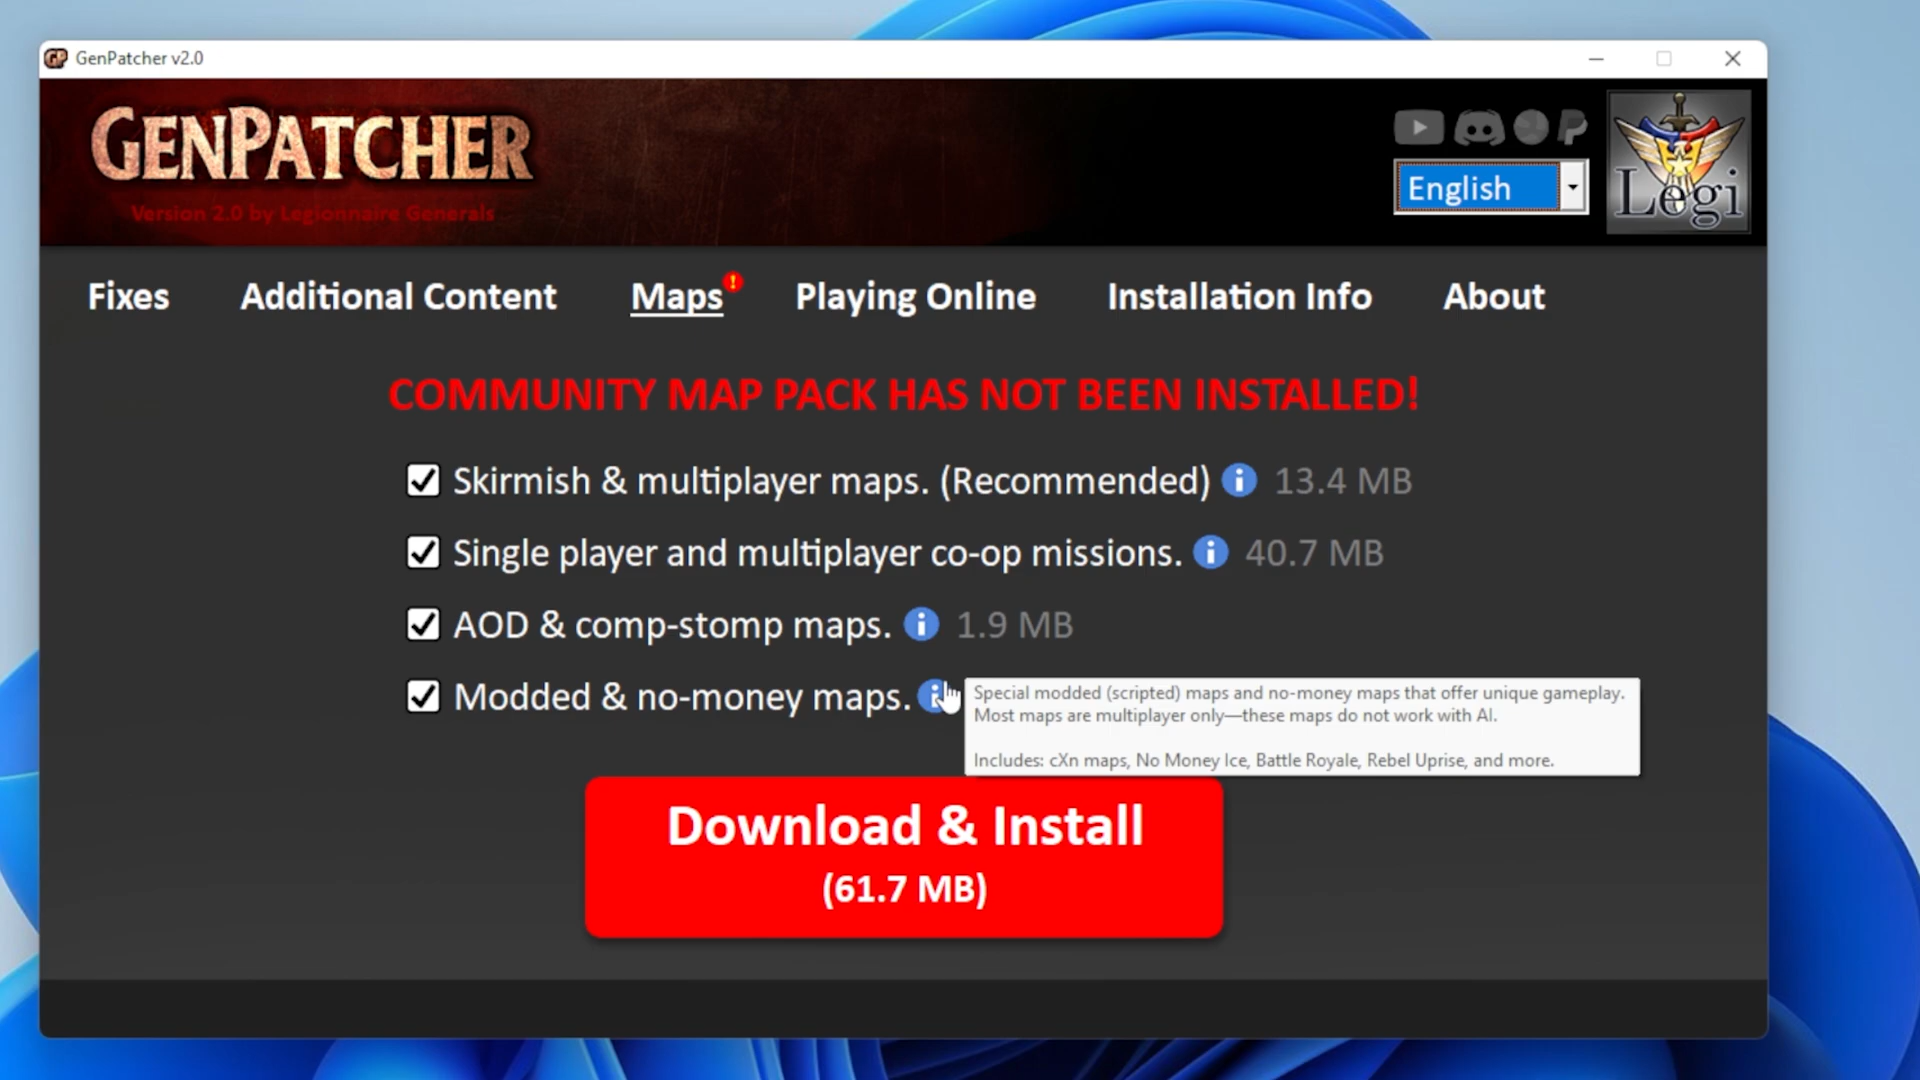 GenPatcher v2.0
GENPATCHER
Version 2.0 by Legionnaire Generals
English
Legi
Fixes
Additional Content
Maps
!
Playing Online
Installation Info
About
COMMUNITY MAP PACK HAS NOT BEEN INSTALLED!
Skirmish & multiplayer maps. (Recommended) i 13.4 MB
Single player and multiplayer co-op missions. i 40.7 MB
AOD & comp-stomp maps. i 1.9 MB
Modded & no-money maps. i
Special modded (scripted) maps and no-money maps that offer unique gameplay.
Most maps are multiplayer only—these maps do not work with AI.
Includes: cXn maps, No Money Ice, Battle Royale, Rebel Uprise, and more.
Download & Install
(61.7 MB)